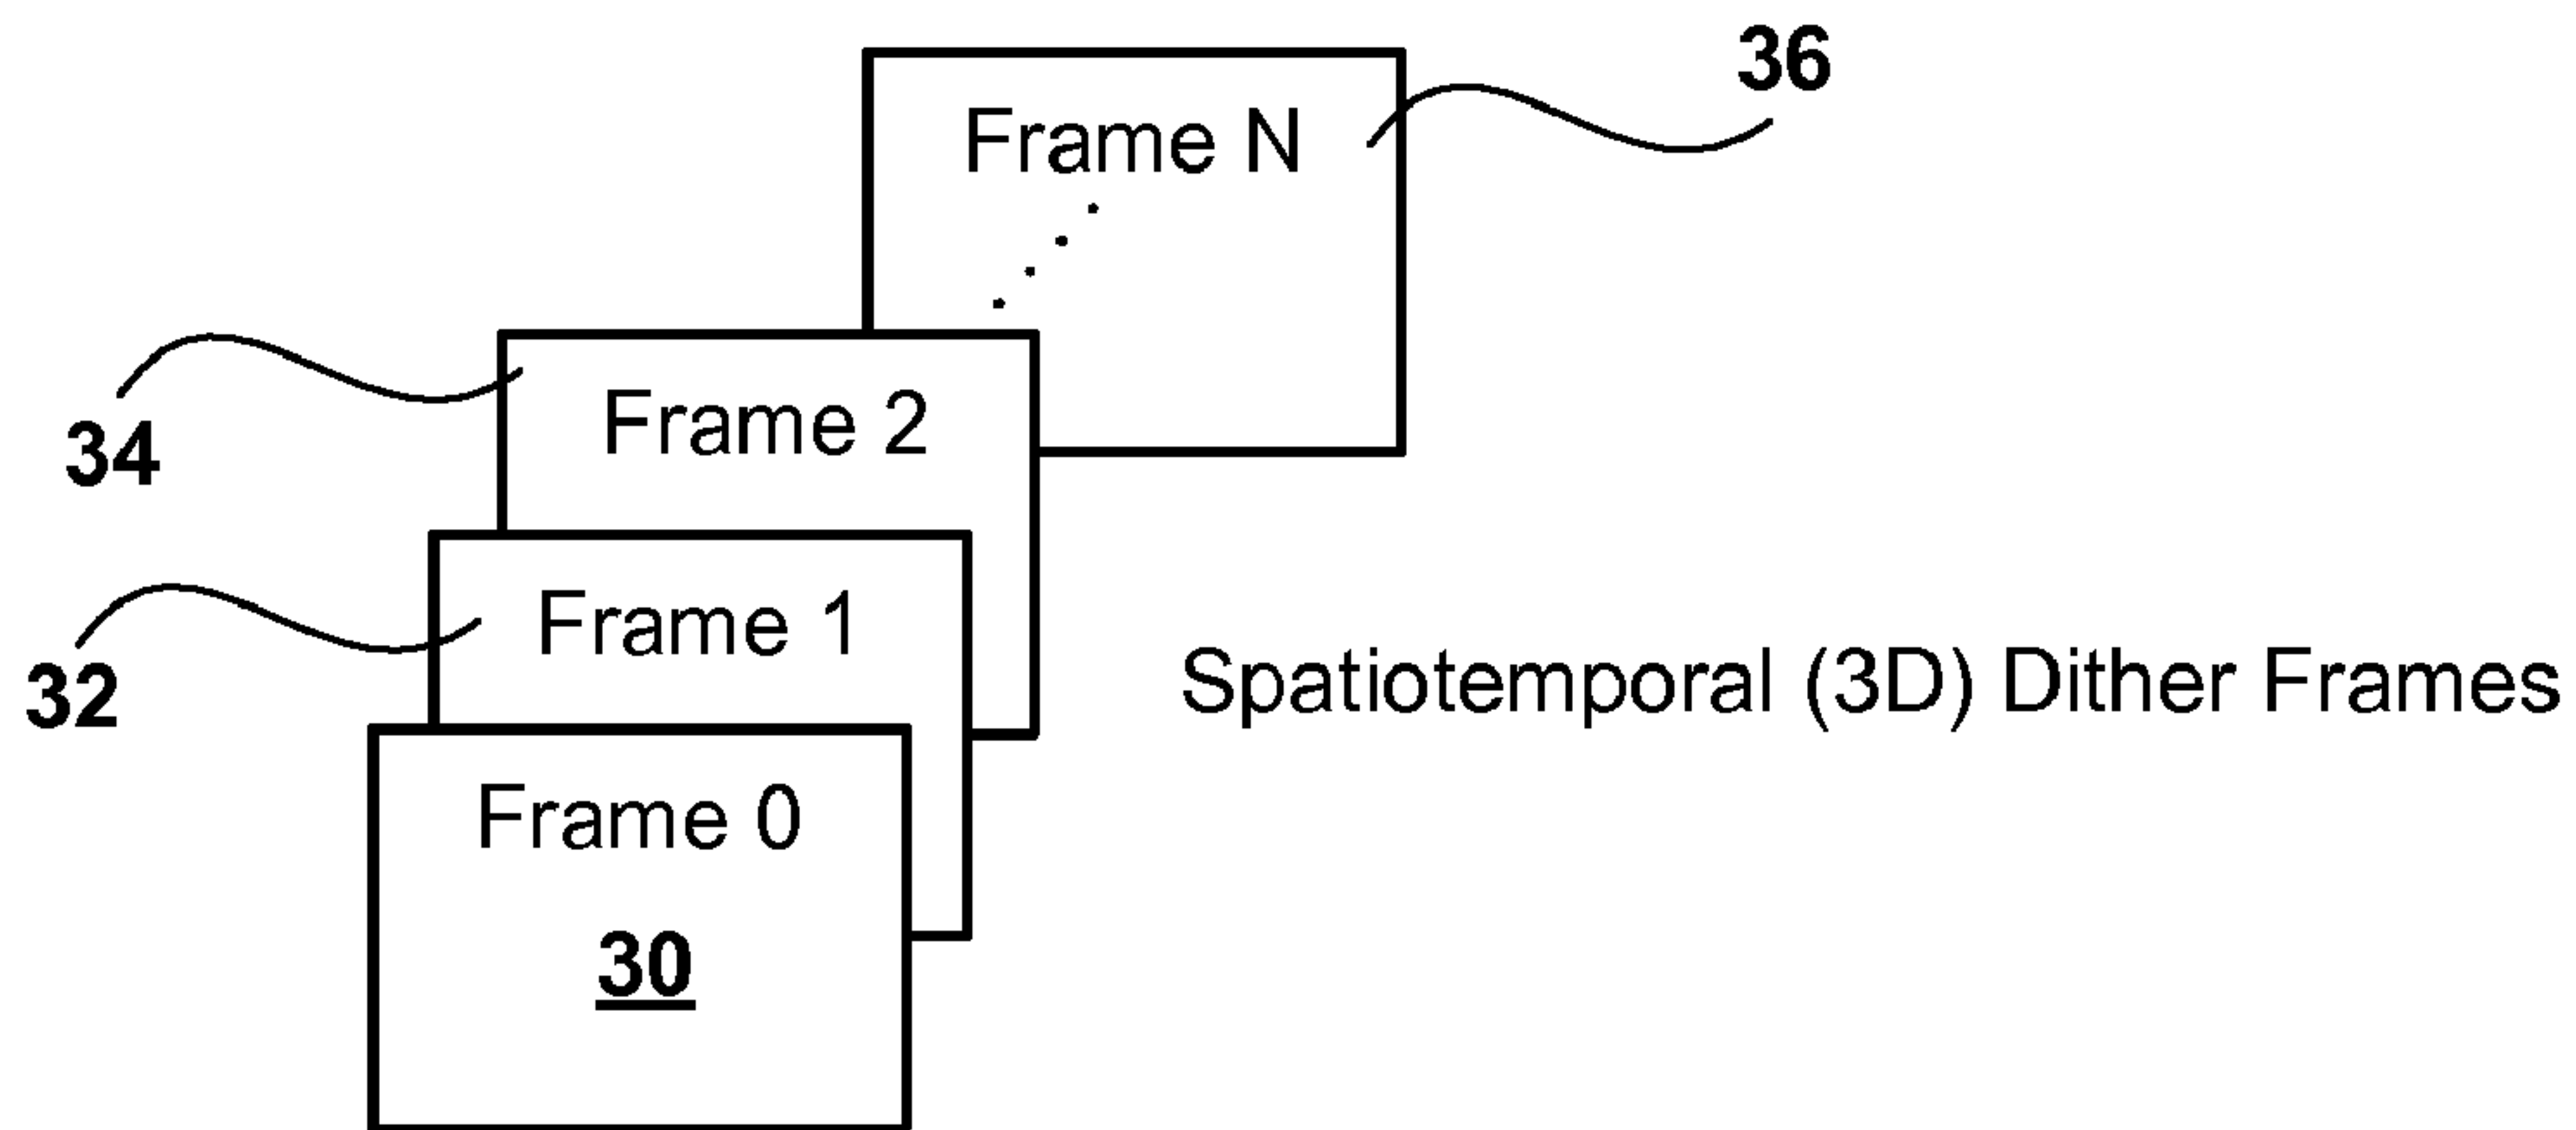 36
Frame N
Frame 2
34
Frame 1
32
Spatiotemporal (3D) Dither Frames
Frame 0
30